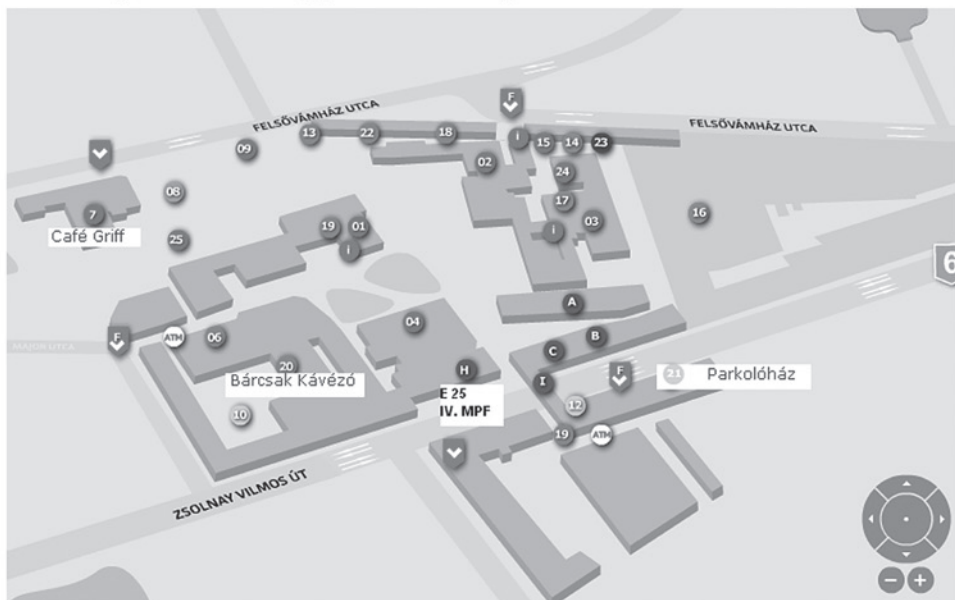 F
FELSŐVÁMHÁZ UTCA
13
22
18
i
15
14
23
FELSŐVÁMHÁZ UTCA
09
02
24
08
7
17
16
Café Griff
25
19
01
03
i
i
6
A
04
B
F
ATM
06
C
MAJOR UTCA
20
H
I
F
21
Parkolóház
Bárcsak Kávézó
E 25
IV. MPF
10
12
19
ATM
ZSOLNAY VILMOS ÚT